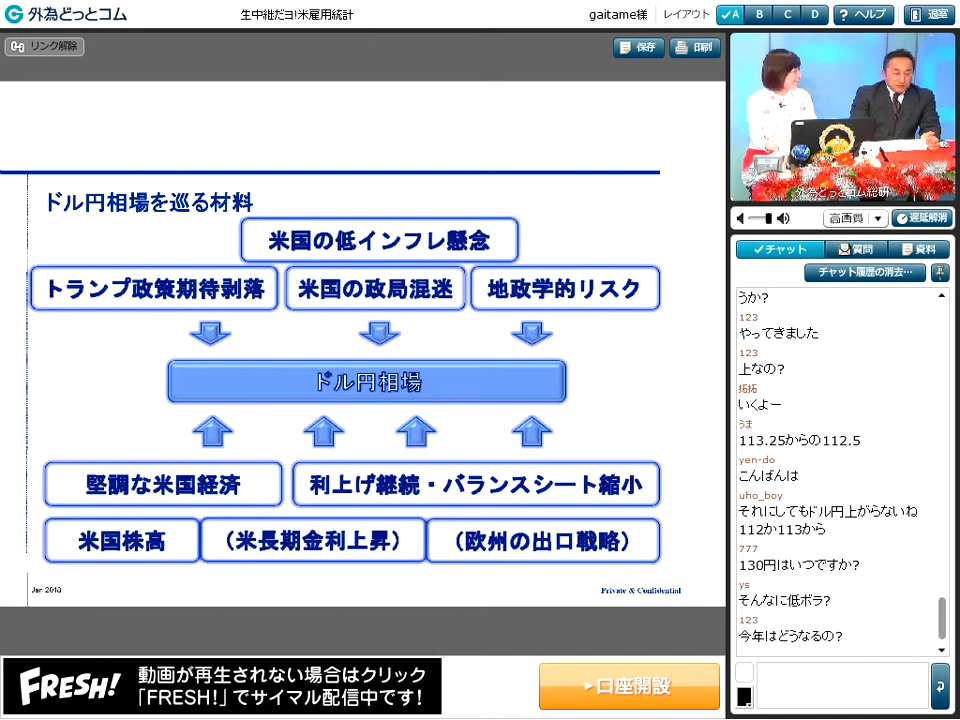 外為どっとコム
生中継だヨ!米雇用統計
gaitame様
レイアウト
A B C D
? ヘルプ
退室
リンク解除
保存
印刷
ドル円相場を巡る材料
米国の低インフレ懸念
トランプ政策期待剥落
米国の政局混迷
地政学的リスク
ドル円相場
堅調な米国経済
利上げ継続・バランスシート縮小
米国株高
(米長期金利上昇)
(欧州の出口戦略)
Jan 2018
Private & Confidential
外為どっとコム総研
高画質
遅延解消
チャット
質問
資料
チャット履歴の消去…
うか?
123
やってきました
123
上なの?
拓拓
いくよー
うま
113.25からの112.5
yen-do
こんばんは
uho_boy
それにしてもドル円上がらないね
112か113から
777
130円はいつですか?
ys
そんなに低ボラ?
123
今年はどうなるの?
FRESH!
動画が再生されない場合はクリック
「FRESH!」でサイマル配信中です!
口座開設